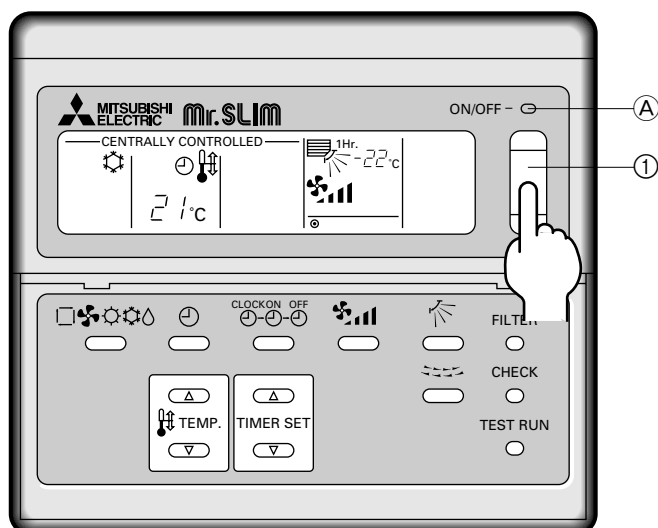 MITSUBISHI
ELECTRIC
Mr.SLIM
ON/OFF –
A
CENTRALLY CONTROLLED
1Hr.
-22°C
21°C
1
CLOCK ON OFF
FILTER
CHECK
TEMP.
TIMER SET
TEST RUN